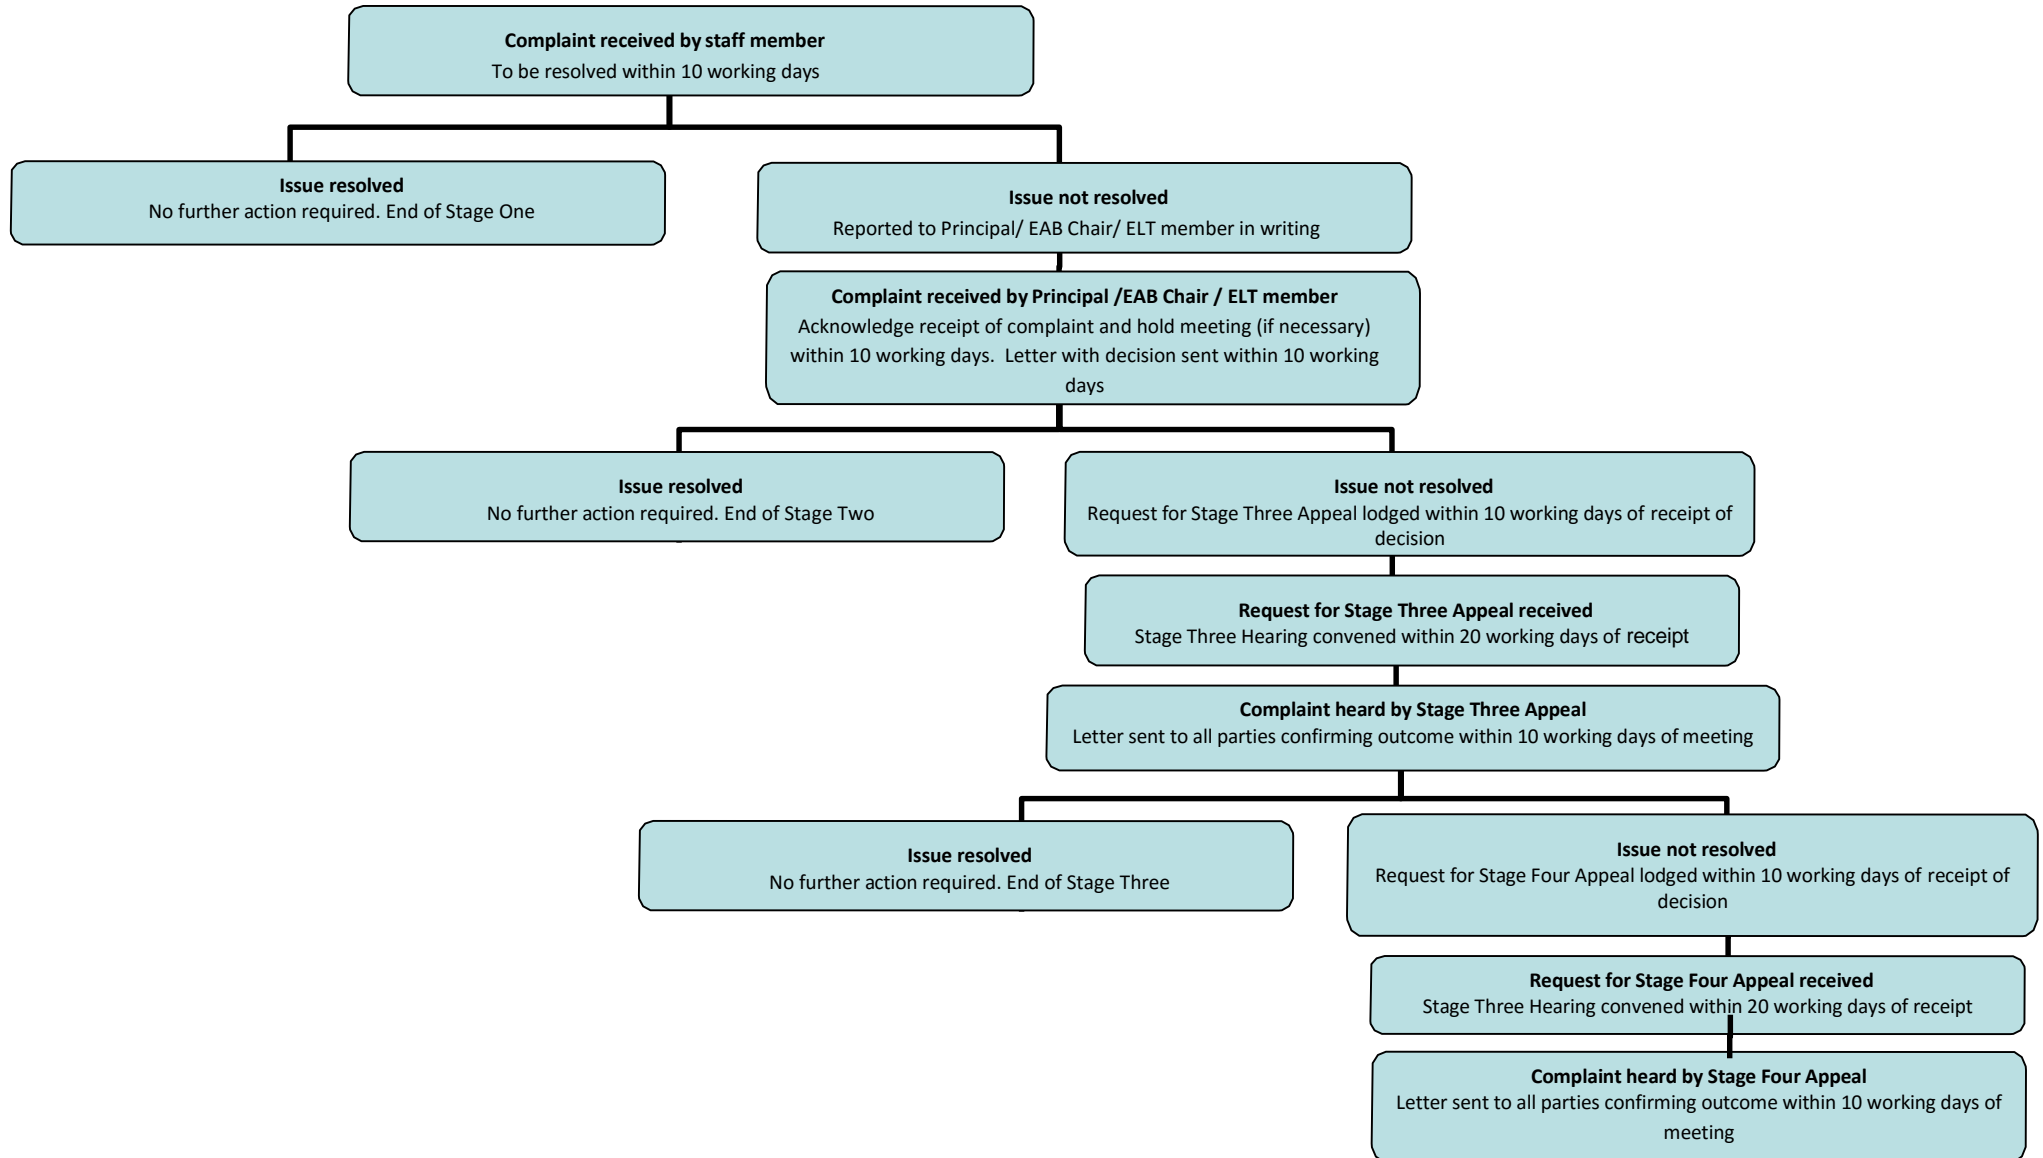 Complaint received by staff member
To be resolved within 10 working days
Issue resolved
No further action required. End of Stage One
Issue not resolved
Reported to Principal/ EAB Chair/ ELT member in writing
Complaint received by Principal /EAB Chair / ELT member
Acknowledge receipt of complaint and hold meeting (if necessary)
within 10 working days.  Letter with decision sent within 10 working
days
Issue resolved
No further action required. End of Stage Two
Issue not resolved
Request for Stage Three Appeal lodged within 10 working days of receipt of
decision
Request for Stage Three Appeal received
Stage Three Hearing convened within 20 working days of receipt
Complaint heard by Stage Three Appeal
Letter sent to all parties confirming outcome within 10 working days of meeting
Issue resolved
No further action required. End of Stage Three
Issue not resolved
Request for Stage Four Appeal lodged within 10 working days of receipt of
decision
Request for Stage Four Appeal received
Stage Three Hearing convened within 20 working days of receipt
Complaint heard by Stage Four Appeal
Letter sent to all parties confirming outcome within 10 working days of
meeting